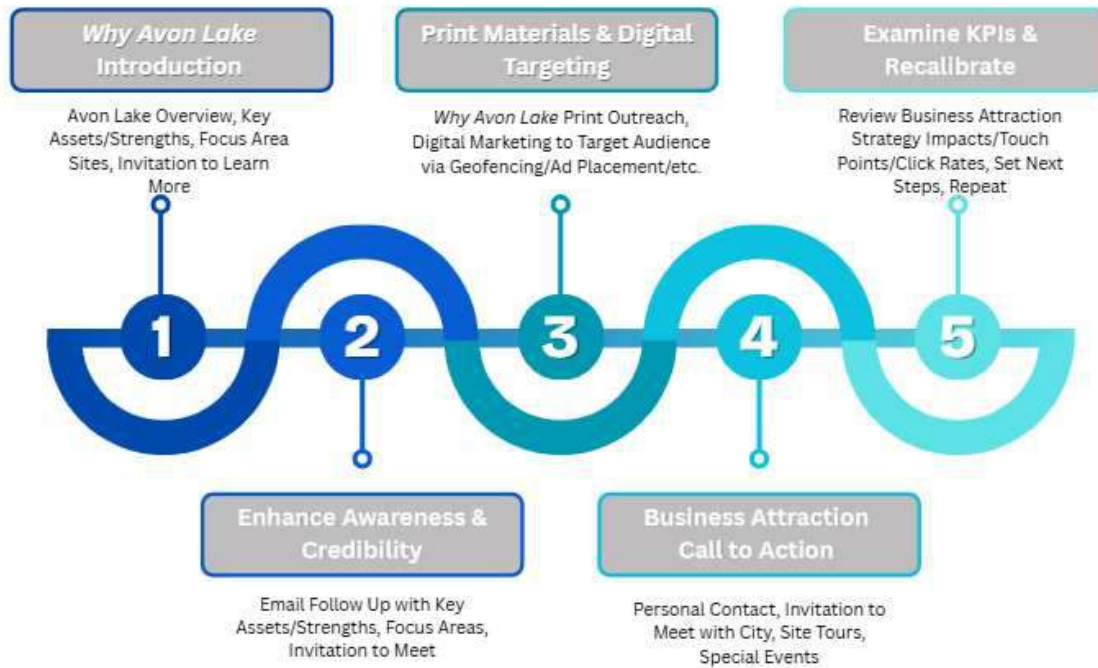 Why Avon Lake
Introduction
Avon Lake Overview, Key
Assets/Strengths, Focus Area
Sites, Invitation to Learn
More
Print Materials & Digital
Targeting
Why Avon Lake Print Outreach,
Digital Marketing to Target Audience
via Geofencing/Ad Placement/etc.
Examine KPIs &
Recalibrate
Review Business Attraction
Strategy Impacts/Touch
Points/Click Rates, Set Next
Steps, Repeat
1
2
3
4
5
Enhance Awareness &
Credibility
Email Follow Up with Key
Assets/Strengths, Focus Areas,
Invitation to Meet
Business Attraction
Call to Action
Personal Contact, Invitation to
Meet with City, Site Tours,
Special Events